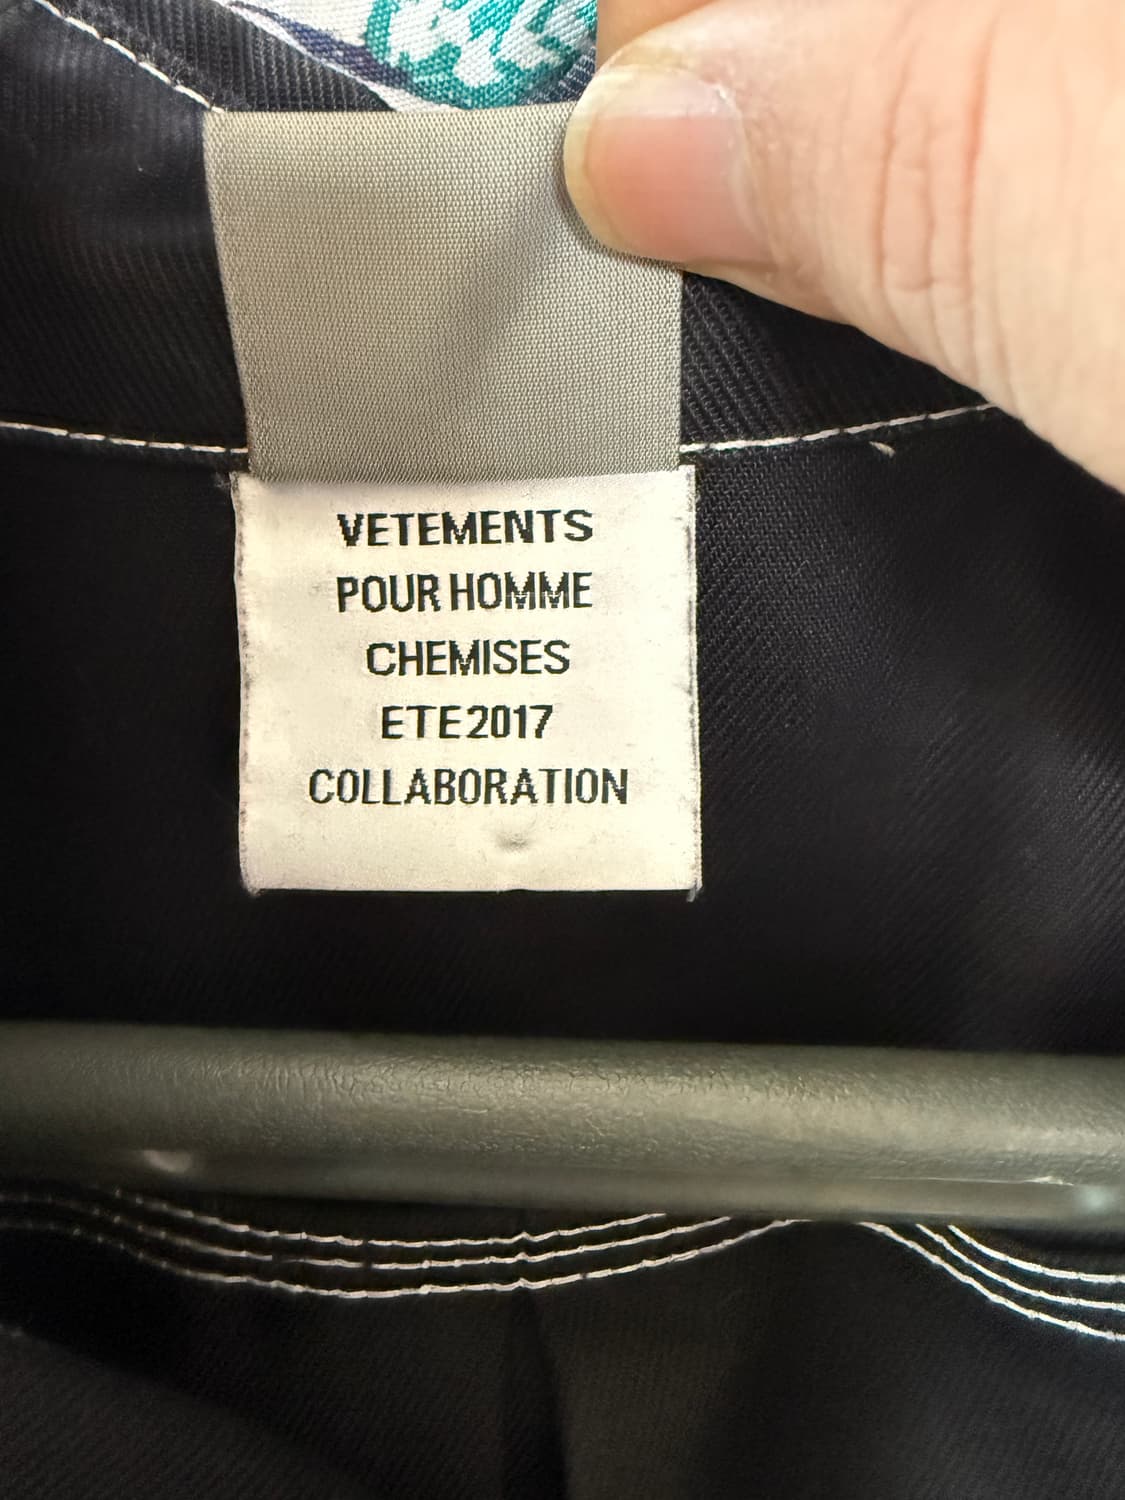 VETEMENTS
POUR HOMME
CHEMISES
ETE 2017
COLLABORATION